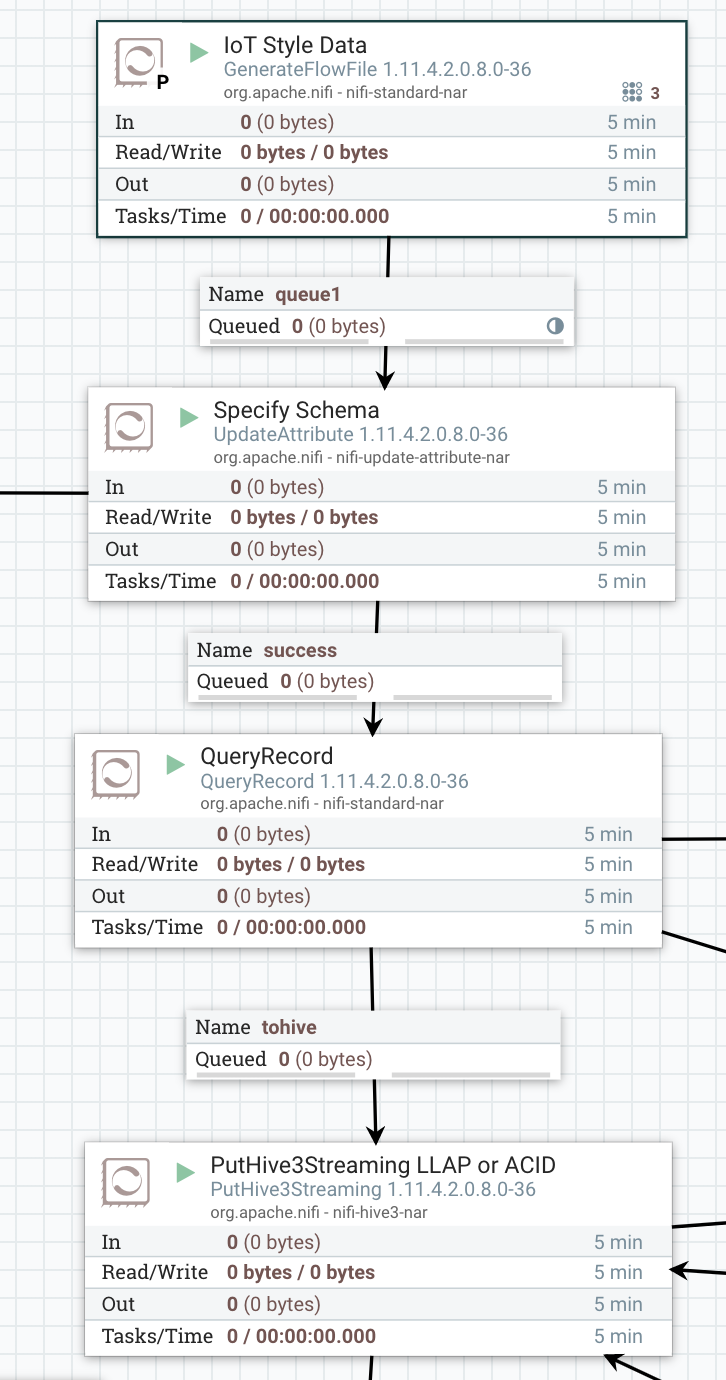 IoT Style Data
P
GenerateFlowFile 1.11.4.2.0.8.0-36
org.apache.nifi - nifi-standard-nar
3
In 0 (0 bytes) 5 min
Read/Write 0 bytes / 0 bytes 5 min
Out 0 (0 bytes) 5 min
Tasks/Time 0 / 00:00:00.000 5 min
Name queue1
Queued 0 (0 bytes)
Specify Schema
UpdateAttribute 1.11.4.2.0.8.0-36
org.apache.nifi - nifi-update-attribute-nar
In 0 (0 bytes) 5 min
Read/Write 0 bytes / 0 bytes 5 min
Out 0 (0 bytes) 5 min
Tasks/Time 0 / 00:00:00.000 5 min
Name success
Queued 0 (0 bytes)
QueryRecord
QueryRecord 1.11.4.2.0.8.0-36
org.apache.nifi - nifi-standard-nar
In 0 (0 bytes) 5 min
Read/Write 0 bytes / 0 bytes 5 min
Out 0 (0 bytes) 5 min
Tasks/Time 0 / 00:00:00.000 5 min
Name tohive
Queued 0 (0 bytes)
PutHive3Streaming LLAP or ACID
PutHive3Streaming 1.11.4.2.0.8.0-36
org.apache.nifi - nifi-hive3-nar
In 0 (0 bytes) 5 min
Read/Write 0 bytes / 0 bytes 5 min
Out 0 (0 bytes) 5 min
Tasks/Time 0 / 00:00:00.000 5 min